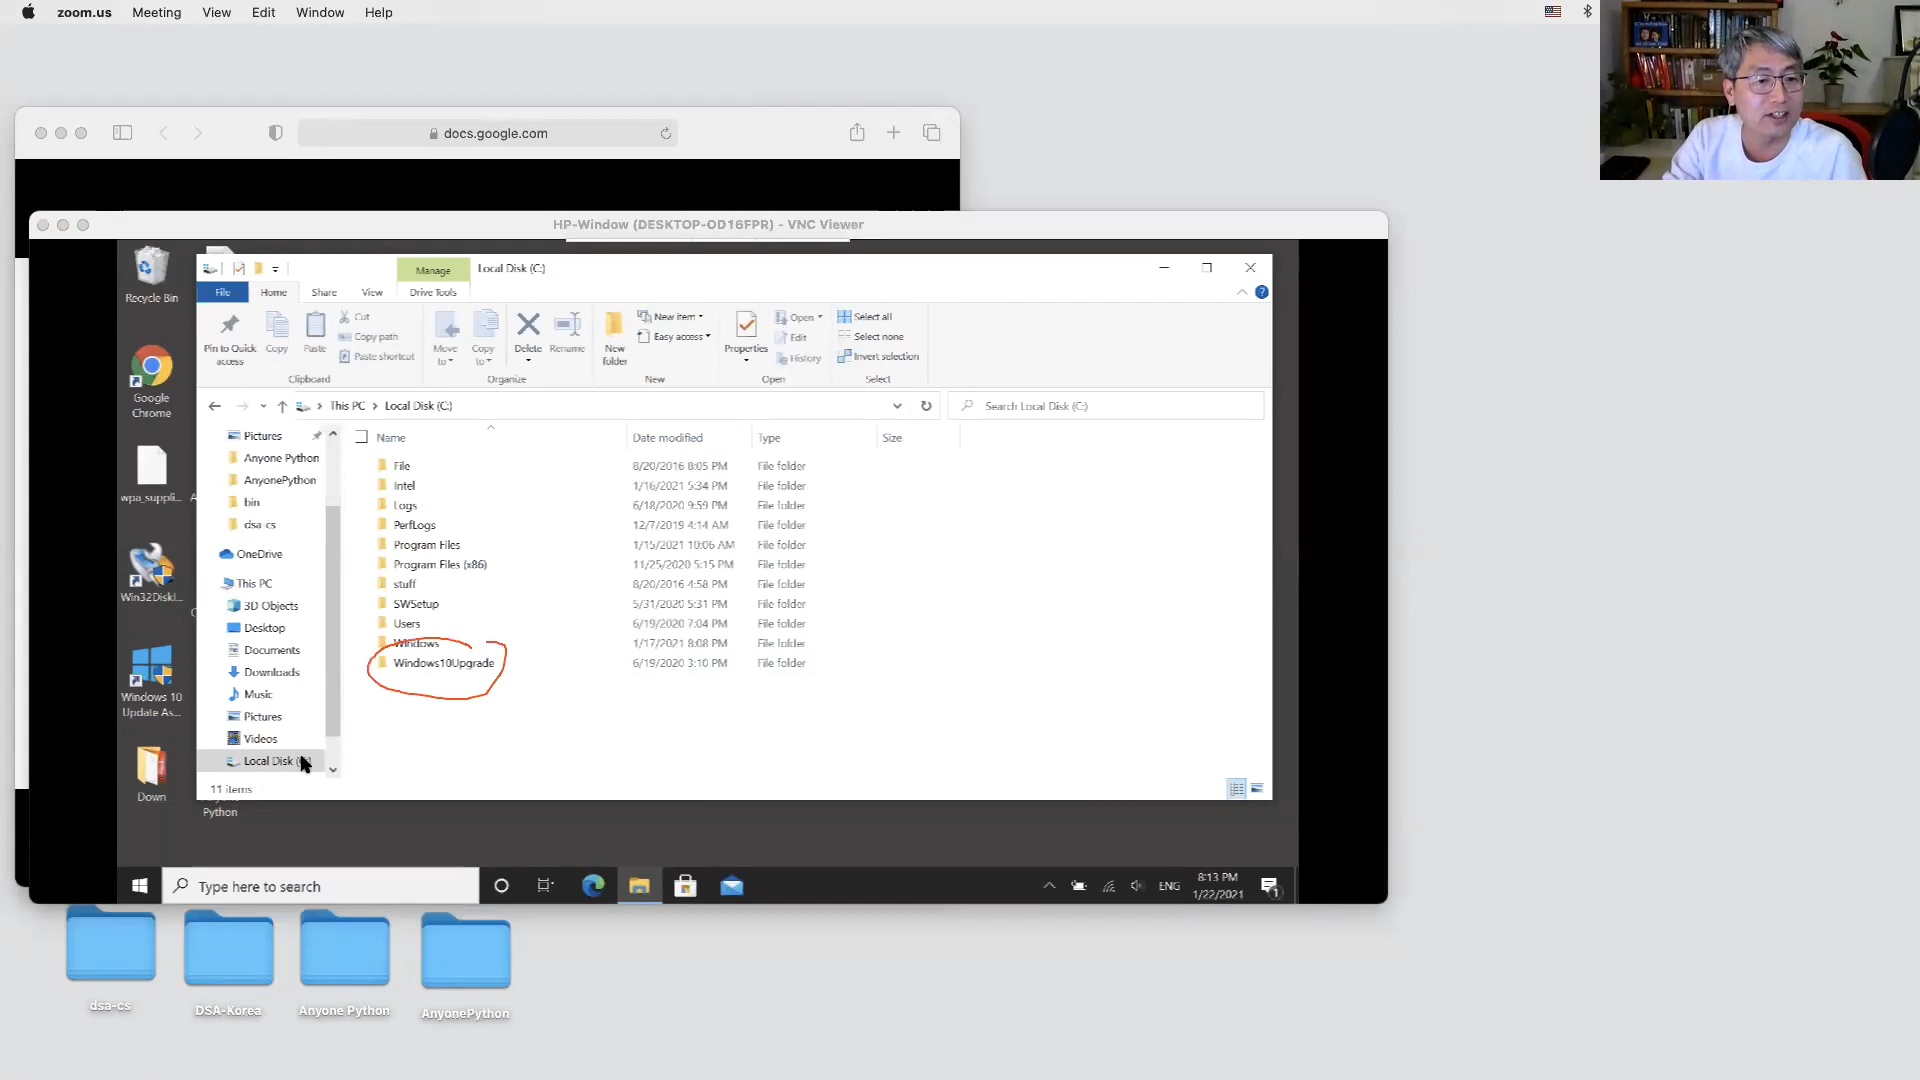 zoom.us Meeting View Edit Window Help
docs.google.com
HP-Window (DESKTOP-OD16FPR) - VNC Viewer
Recycle Bin
Google
Chrome
wpa_suppli...
Win32DiskI...
Windows 10
Update As...
Down
Python
Manage
Local Disk (C:)
File Home Share View Drive Tools
Pin to Quick
access
Copy
Paste
Cut
Copy path
Paste shortcut
Clipboard
Move
to
Copy
to
Delete
Rename
Organize
New
folder
New item
Easy access
New
Properties
Open
Edit
History
Open
Select all
Select none
Invert selection
Select
This PC > Local Disk (C:)
Search Local Disk (C:)
Pictures
Anyone Python
AnyonePython
bin
dsa-cs
OneDrive
This PC
3D Objects
Desktop
Documents
Downloads
Music
Pictures
Videos
Local Disk
Name Date modified Type Size
File 8/20/2016 8:05 PM File folder
Intel 1/16/2021 5:34 PM File folder
Logs 6/18/2020 9:59 PM File folder
PerfLogs 12/7/2019 4:14 AM File folder
Program Files 1/15/2021 10:06 AM File folder
Program Files (x86) 11/25/2020 5:15 PM File folder
stuff 8/20/2016 4:58 PM File folder
SWSetup 5/31/2020 5:31 PM File folder
Users 6/19/2020 7:04 PM File folder
Windows 1/17/2021 8:08 PM File folder
Windows10Upgrade 6/19/2020 3:10 PM File folder
11 items
Type here to search
ENG
8:13 PM
1/22/2021
dsa-cs
DSA-Korea
Anyone Python
AnyonePython